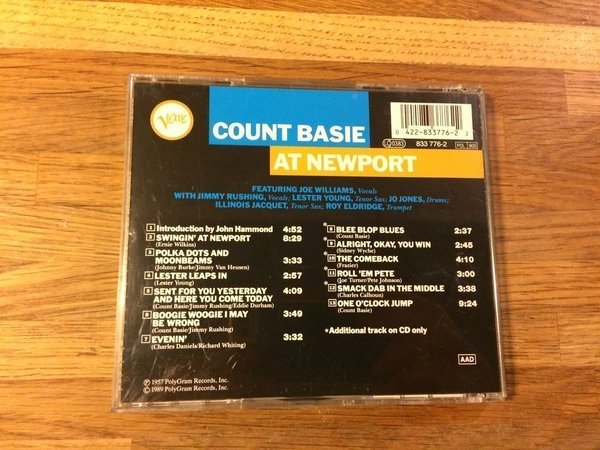 Verve
COUNT BASIE
AT NEWPORT
0 422-833776-2 2
LC 0383
833 776-2
POL 900
FEATURING JOE WILLIAMS, Vocals
WITH JIMMY RUSHING, Vocals; LESTER YOUNG, Tenor Sax; JO JONES, Drums;
ILLINOIS JACQUET, Tenor Sax; ROY ELDRIDGE, Trumpet
1 Introduction by John Hammond 4:52
2 SWINGIN' AT NEWPORT 8:29
(Ernie Wilkins)
3 POLKA DOTS AND
MOONBEAMS 3:33
(Johnny Burke/Jimmy Van Heusen)
4 LESTER LEAPS IN
(Lester Young)
5 SENT FOR YOU YESTERDAY 4:09
AND HERE YOU COME TODAY
(Count Basie/Jimmy Rushing/Eddie Durham)
6 BOOGIE WOOGIE I MAY 3:49
BE WRONG
(Count Basie/Jimmy Rushing)
7 EVENIN' 3:32
(Charles Daniels/Richard Whiting)
*8 BLEE BLOP BLUES 2:37
(Count Basie)
*9 ALRIGHT, OKAY, YOU WIN 2:45
(Sidney Wyche)
*10 THE COMEBACK 4:10
(Frazier)
11 ROLL 'EM PETE 3:00
(Joe Turner/Pete Johnson)
12 SMACK DAB IN THE MIDDLE 3:38
(Charles Calhoun)
13 ONE O'CLOCK JUMP 9:24
(Count Basie)
*Additional track on CD only
AAD
℗ 1957 PolyGram Records, Inc.
© 1989 PolyGram Records, Inc.